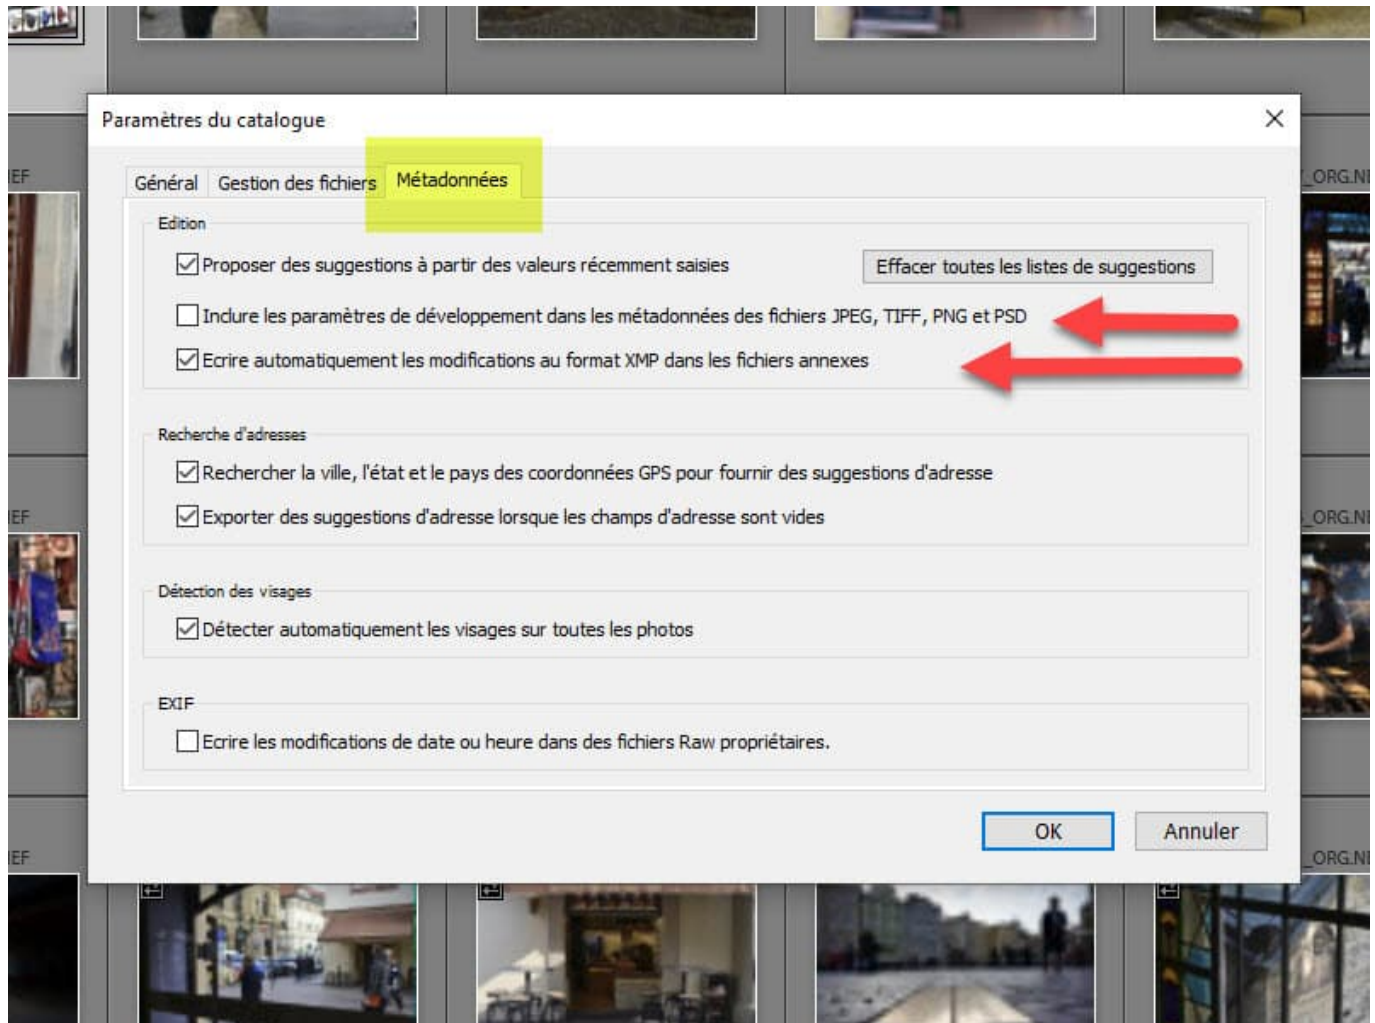 Paramètres du catalogue
IEF
_ORG.NE
Général
Gestion des fichiers
Métadonnées
Edition
Proposer des suggestions à partir des valeurs récemment saisies
Effacer toutes les listes de suggestions
Inclure les paramètres de développement dans les métadonnées des fichiers JPEG, TIFF, PNG et PSD
Ecrire automatiquement les modifications au format XMP dans les fichiers annexes
Recherche d'adresses
Rechercher la ville, l'état et le pays des coordonnées GPS pour fournir des suggestions d'adresse
IEF
Exporter des suggestions d'adresse lorsque les champs d'adresse sont vides
_ORG.NE
Détection des visages
Détecter automatiquement les visages sur toutes les photos
EXIF
Ecrire les modifications de date ou heure dans des fichiers Raw propriétaires.
OK
Annuler
IEF
_ORG.NE